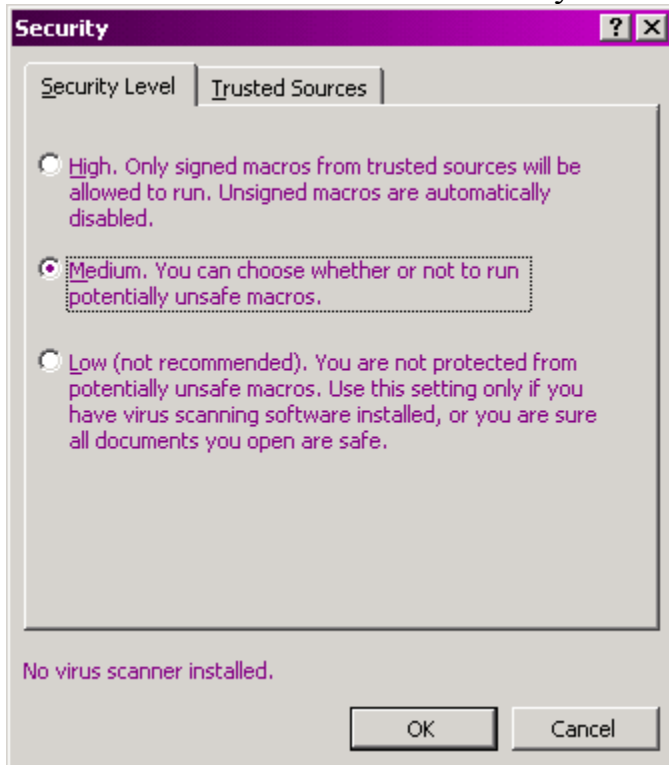 Security
Security Level
Trusted Sources
High. Only signed macros from trusted sources will be
allowed to run. Unsigned macros are automatically
disabled.
Medium. You can choose whether or not to run
potentially unsafe macros.
Low (not recommended). You are not protected from
potentially unsafe macros. Use this setting only if you
have virus scanning software installed, or you are sure
all documents you open are safe.
No virus scanner installed.
OK
Cancel